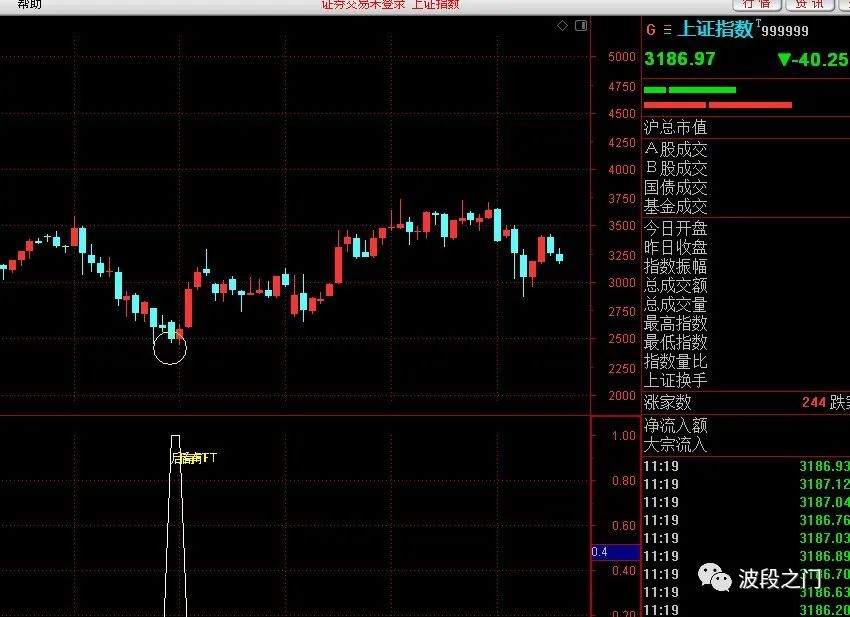 帮助
证券交易未登录 上证指数
行情 资讯
G 上证指数 T 999999
3186.97 ▼-40.25
沪总市值
A股成交
B股成交
国债成交
基金成交
今日开盘
昨日收盘
指数振幅
总成交额
总成交量
最高指数
最低指数
指数量比
上证换手
涨家数 244 跌家
净流入额
大宗流入
11:19 3186.93
11:19 3187.12
11:19 3187.04
11:19 3186.76
11:19 3187.03
11:19 3186.89
11:19 3186.70
11:19 3186.63
11:19 3186.20
5000
4750
4500
4250
4000
3750
3500
3250
3000
2750
2500
2250
2000
1.00
0.80
0.60
0.4
0.40
0.20
波段之门